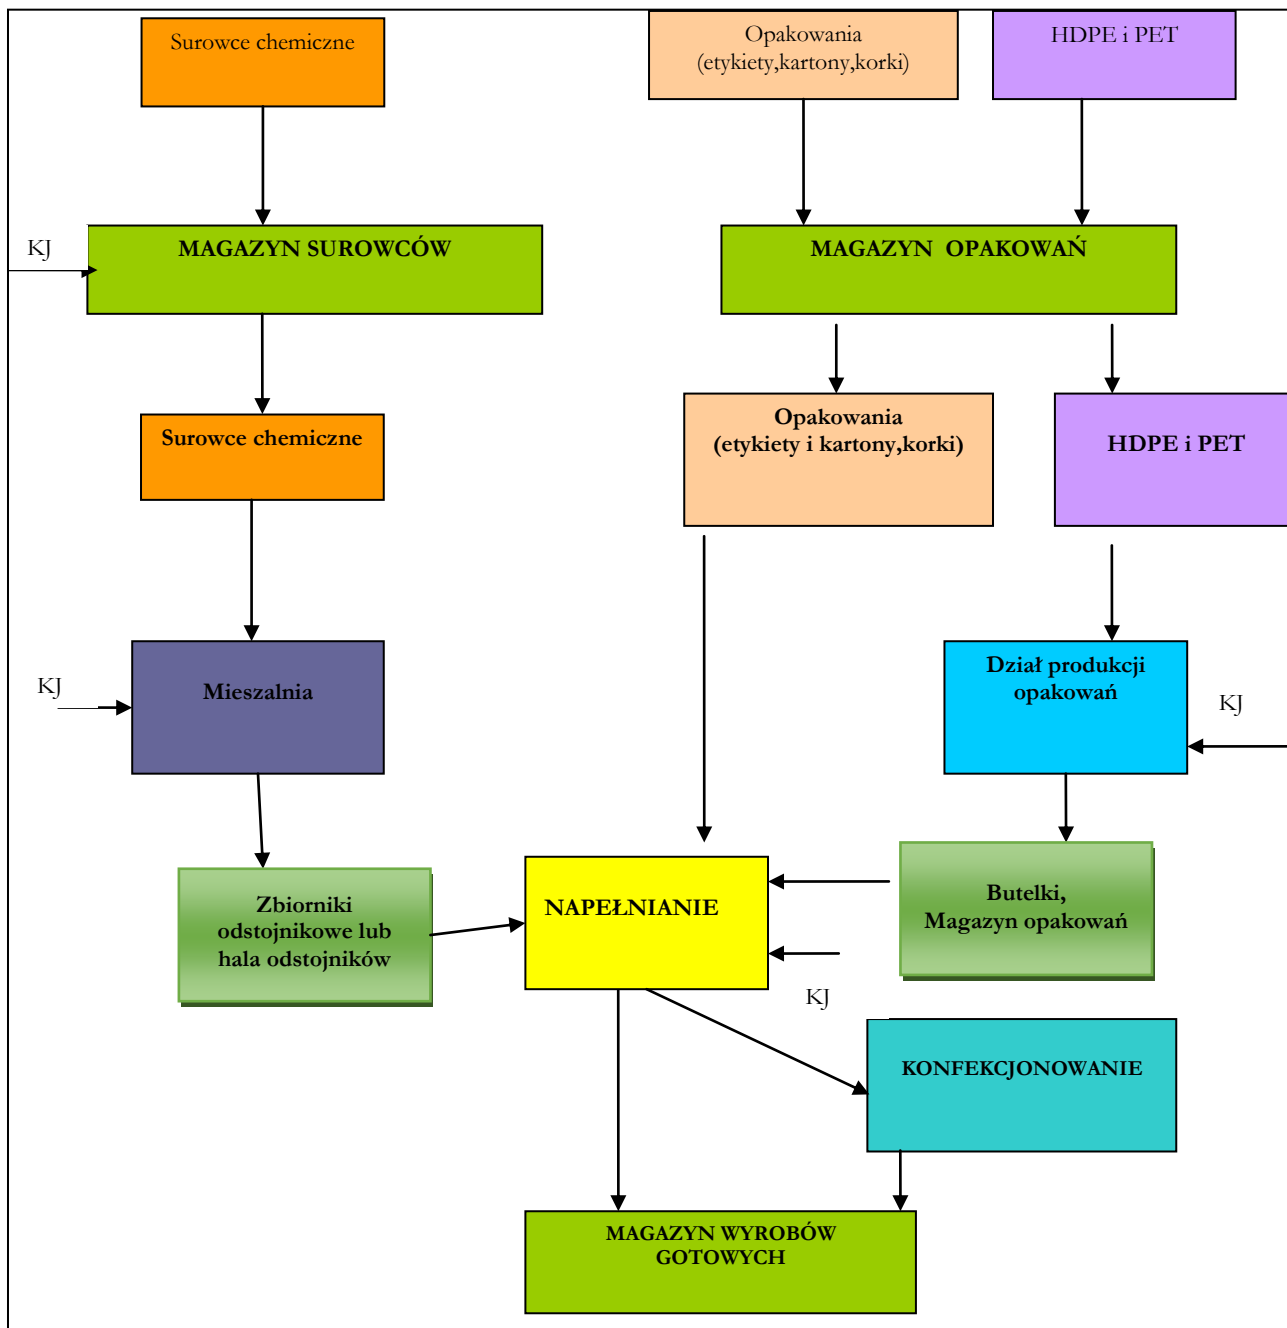 Surowce chemiczne
Opakowania
(etykiety,kartony,korki)
HDPE i PET
KJ
MAGAZYN SUROWCÓW
MAGAZYN OPAKOWAŃ
Surowce chemiczne
Opakowania
(etykiety i kartony,korki)
HDPE i PET
KJ
Mieszalnia
Dział produkcji
opakowań
KJ
Zbiorniki
odstojnikowe lub
hala odstojników
NAPEŁNIANIE
Butelki,
Magazyn opakowań
KJ
KONFEKCJONOWANIE
MAGAZYN WYROBÓW
GOTOWYCH